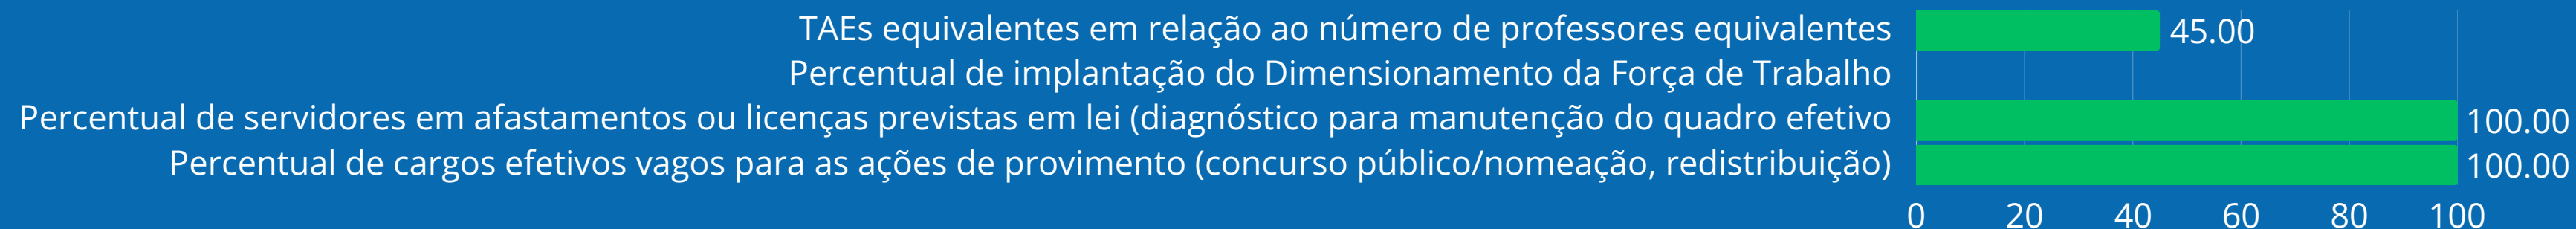 TAEs equivalentes em relação ao número de professores equivalentes
45.00
Percentual de implantação do Dimensionamento da Força de Trabalho
Percentual de servidores em afastamentos ou licenças previstas em lei (diagnóstico para manutenção do quadro efetivo
100.00
Percentual de cargos efetivos vagos para as ações de provimento (concurso público/nomeação, redistribuição)
100.00
0 20 40 60 80 100